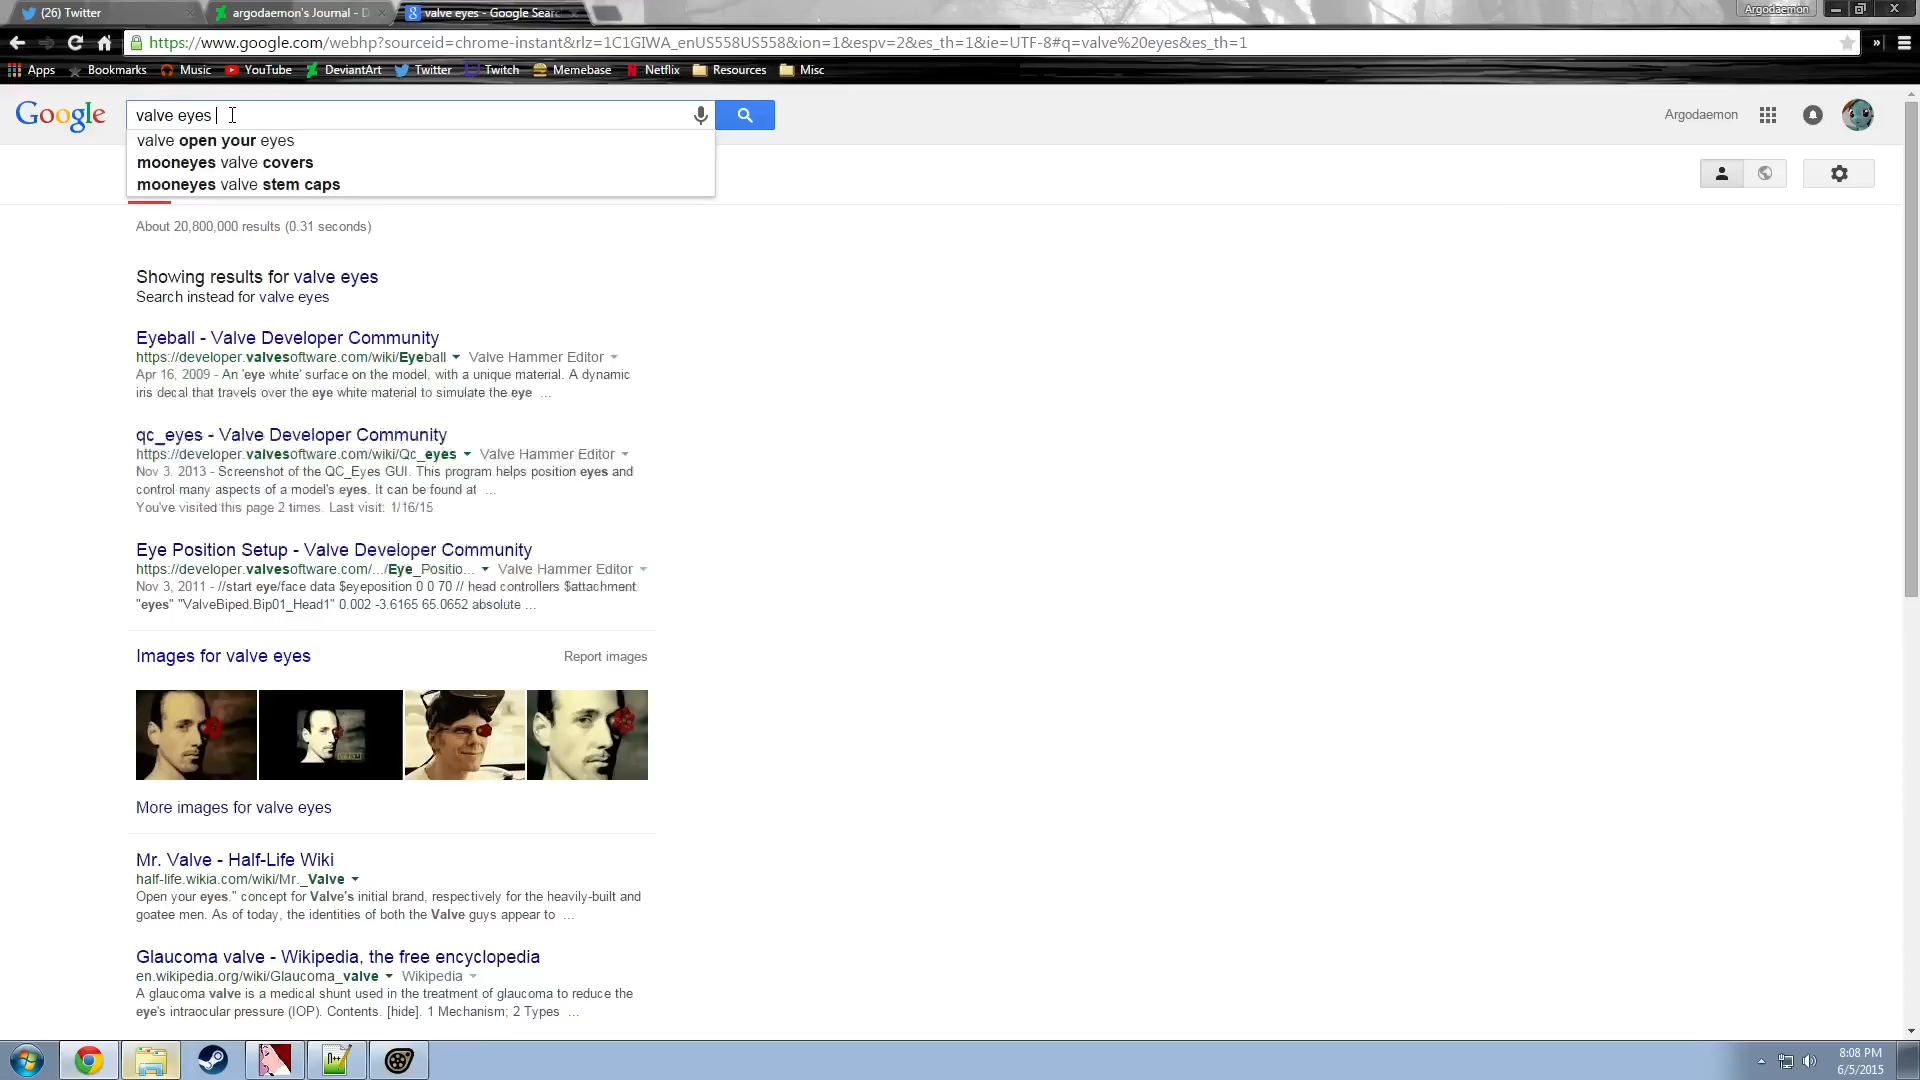 (26) Twitter
argodaemon's Journal - D
valve eyes - Google Sear
Argodaemon
https://www.google.com/webhp?sourceid=chrome-instant&rlz=1C1GIWA_enUS558US558&ion=1&espv=2&es_th=1&ie=UTF-8#q=valve%20eyes&es_th=1
Apps
Bookmarks
Music
YouTube
DeviantArt
Twitter
Twitch
Memebase
Netflix
Resources
Misc
Google
valve eyes
Argodaemon
valve open your eyes
mooneyes valve covers
mooneyes valve stem caps
About 20,800,000 results (0.31 seconds)
Showing results for valve eyes
Search instead for valve eyes
Eyeball - Valve Developer Community
https://developer.valvesoftware.com/wiki/Eyeball Valve Hammer Editor
Apr 16, 2009 - An 'eye white' surface on the model, with a unique material. A dynamic
iris decal that travels over the eye white material to simulate the eye ...
qc_eyes - Valve Developer Community
https://developer.valvesoftware.com/wiki/Qc_eyes Valve Hammer Editor
Nov 3, 2013 - Screenshot of the QC_Eyes GUI. This program helps position eyes and
control many aspects of a model's eyes. It can be found at ...
You've visited this page 2 times. Last visit: 1/16/15
Eye Position Setup - Valve Developer Community
https://developer.valvesoftware.com/.../Eye_Positio... Valve Hammer Editor
Nov 3, 2011 - //start eye/face data $eyeposition 0 0 70 // head controllers $attachment
"eyes" "ValveBiped.Bip01_Head1" 0.002 -3.6165 65.0652 absolute ...
Images for valve eyes
Report images
More images for valve eyes
Mr. Valve - Half-Life Wiki
half-life.wikia.com/wiki/Mr._Valve
Open your eyes." concept for Valve's initial brand, respectively for the heavily-built and
goatee men. As of today, the identities of both the Valve guys appear to ...
Glaucoma valve - Wikipedia, the free encyclopedia
en.wikipedia.org/wiki/Glaucoma_valve Wikipedia
A glaucoma valve is a medical shunt used in the treatment of glaucoma to reduce the
eye's intraocular pressure (IOP). Contents. [hide]. 1 Mechanism; 2 Types ...
8:08 PM
6/5/2015